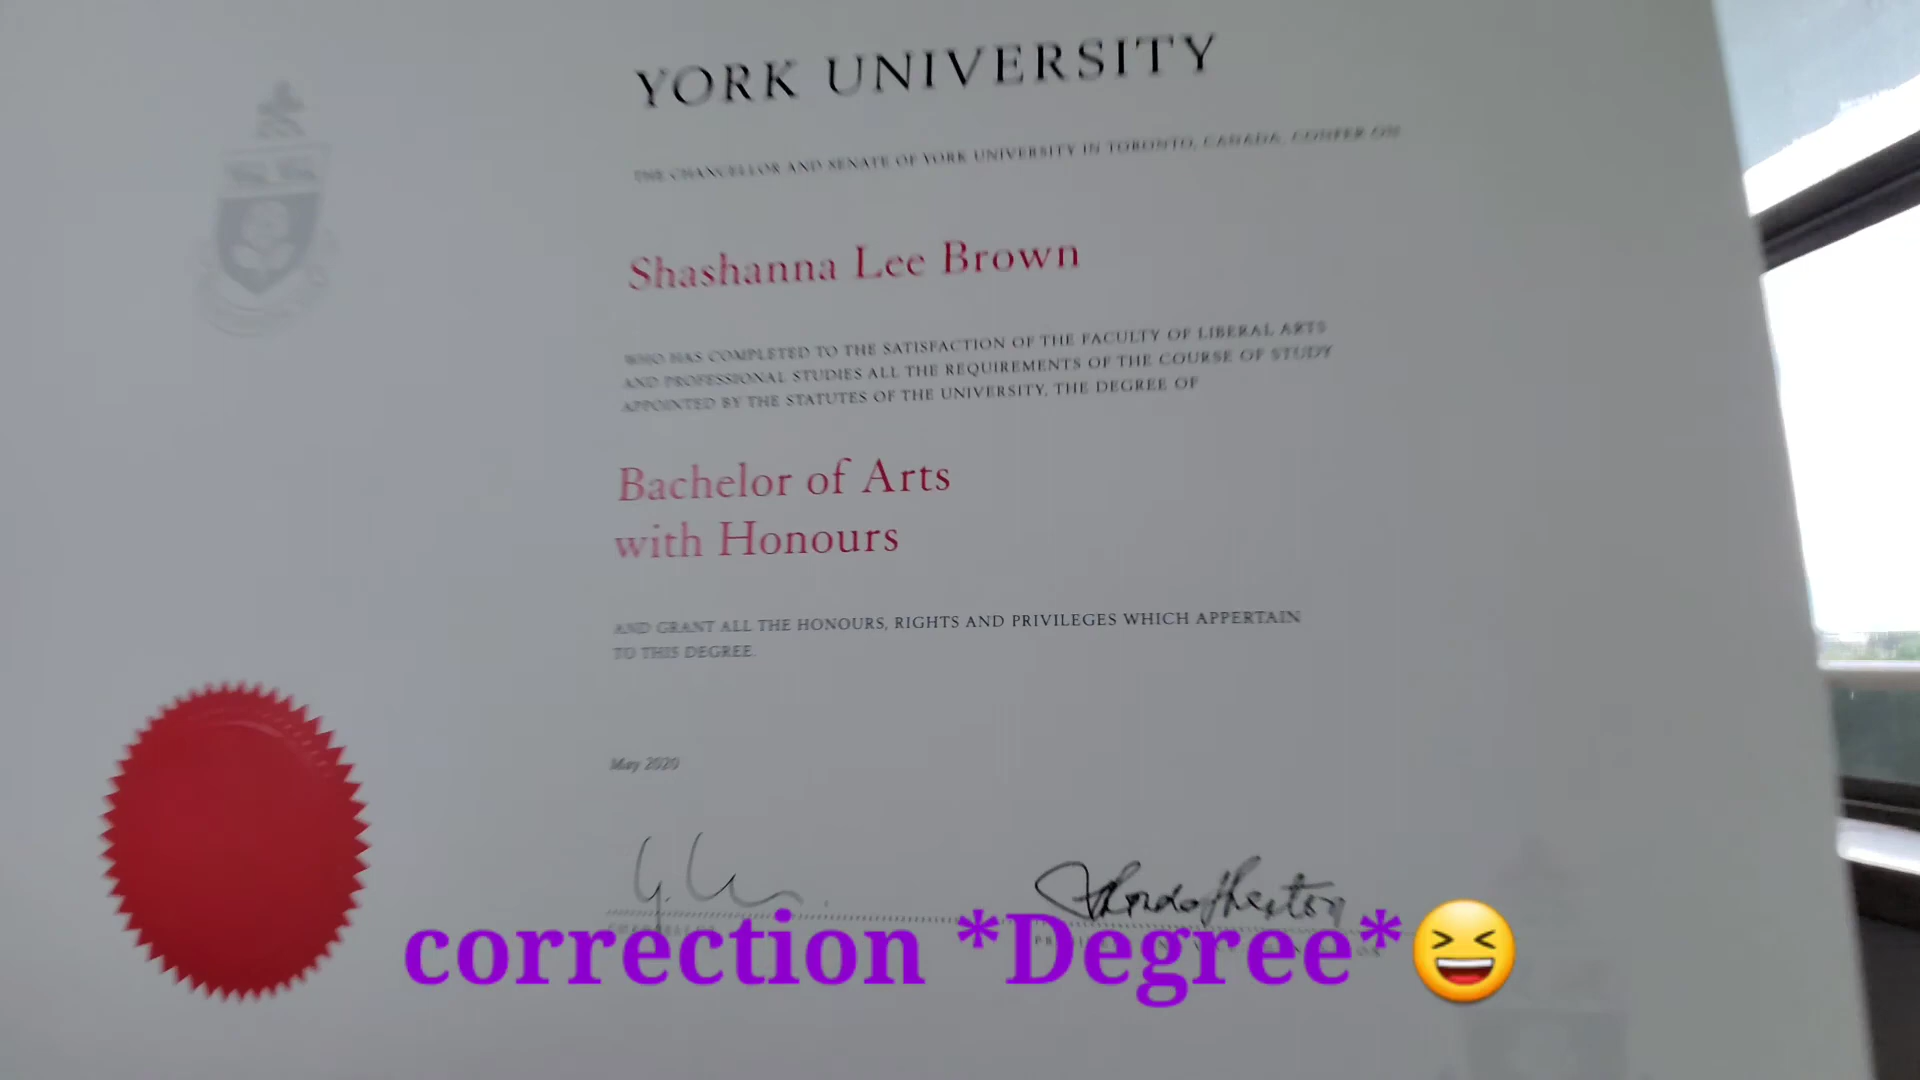 YORK UNIVERSITY
THE CHANCELLOR AND SENATE OF YORK UNIVERSITY IN TORONTO, CANADA, CONFER ON
Shashanna Lee Brown
WHO HAS COMPLETED TO THE SATISFACTION OF THE FACULTY OF LIBERAL ARTS
AND PROFESSIONAL STUDIES ALL THE REQUIREMENTS OF THE COURSE OF STUDY
APPOINTED BY THE STATUTES OF THE UNIVERSITY, THE DEGREE OF
Bachelor of Arts
with Honours
AND GRANT ALL THE HONOURS, RIGHTS AND PRIVILEGES WHICH APPERTAIN
TO THIS DEGREE.
May 2020
correction *Degree*😆